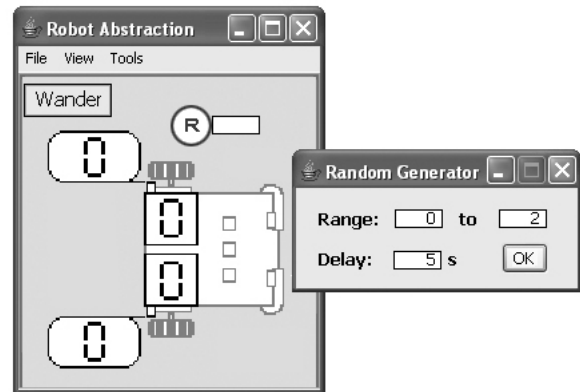 Robot Abstraction
File View Tools
Wander
R
0
0
0
0
Random Generator
Range: 0 to 2
Delay: 5 s OK